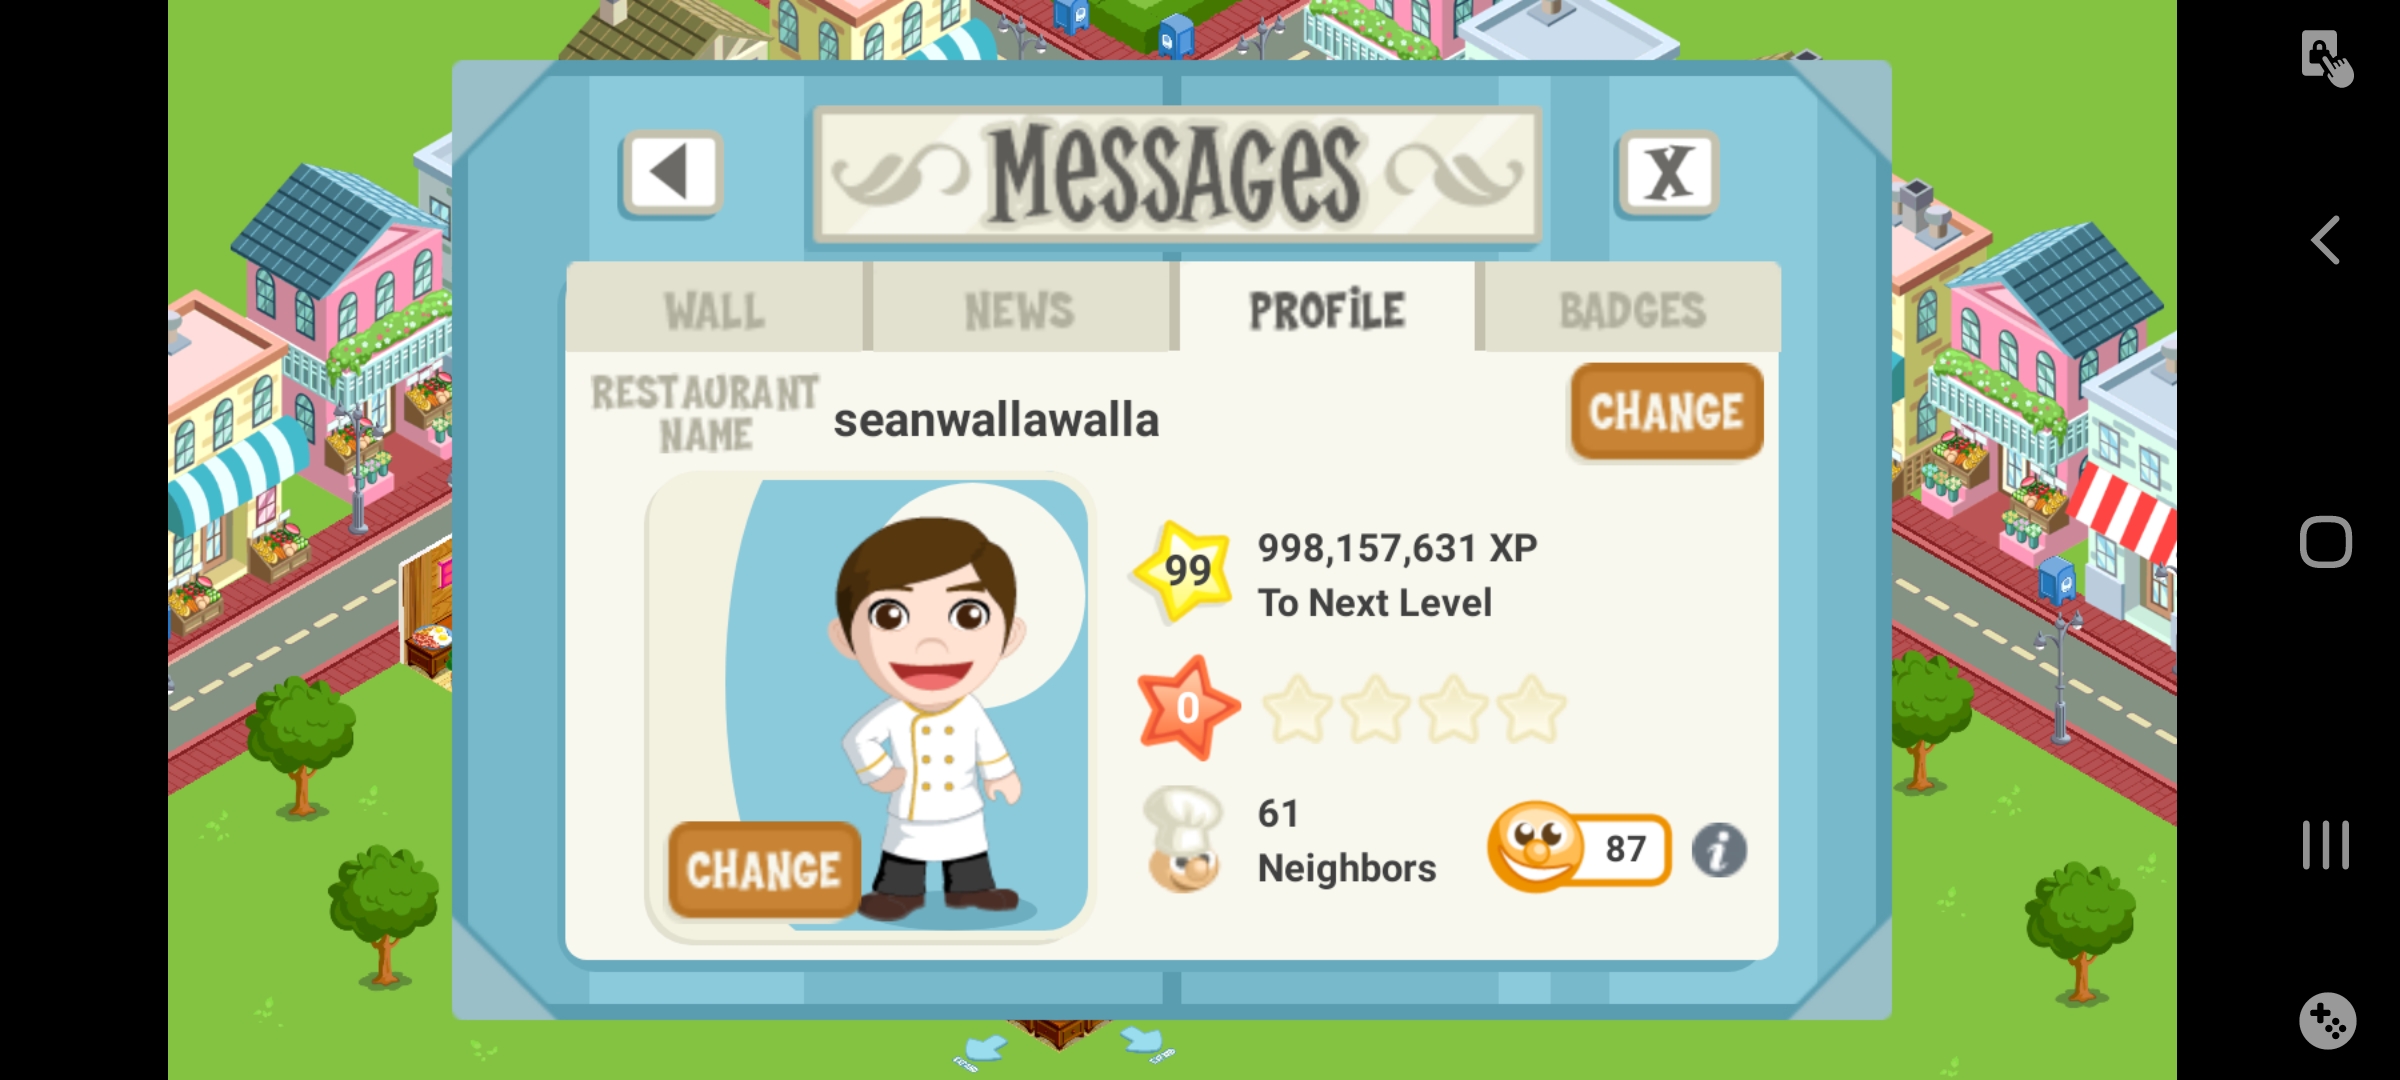 MESSAGES
X
WALL
NEWS
PROFILE
BADGES
RESTAURANT
NAME
seanwallawalla
CHANGE
99
998,157,631 XP
To Next Level
0
61
Neighbors
87
i
CHANGE